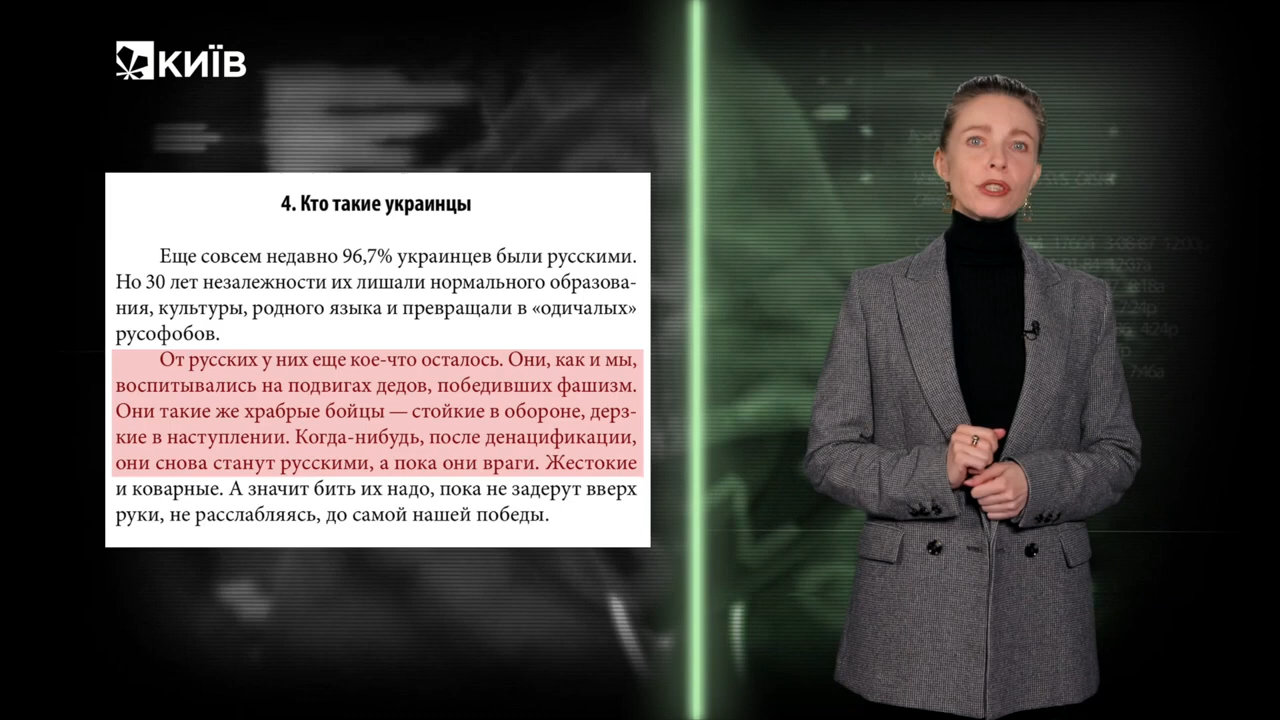 КИЇВ
4. Кто такие украинцы
Еще совсем недавно 96,7% украинцев были русскими.
Но 30 лет незалежности их лишали нормального образова-
ния, культуры, родного языка и превращали в «одичалых»
русофобов.
От русских у них еще кое-что осталось. Они, как и мы,
воспитывались на подвигах дедов, победивших фашизм.
Они такие же храбрые бойцы — стойкие в обороне, дерз-
кие в наступлении. Когда-нибудь, после денацификации,
они снова станут русскими, а пока они враги. Жестокие
и коварные. А значит бить их надо, пока не задерут вверх
руки, не расслабляясь, до самой нашей победы.